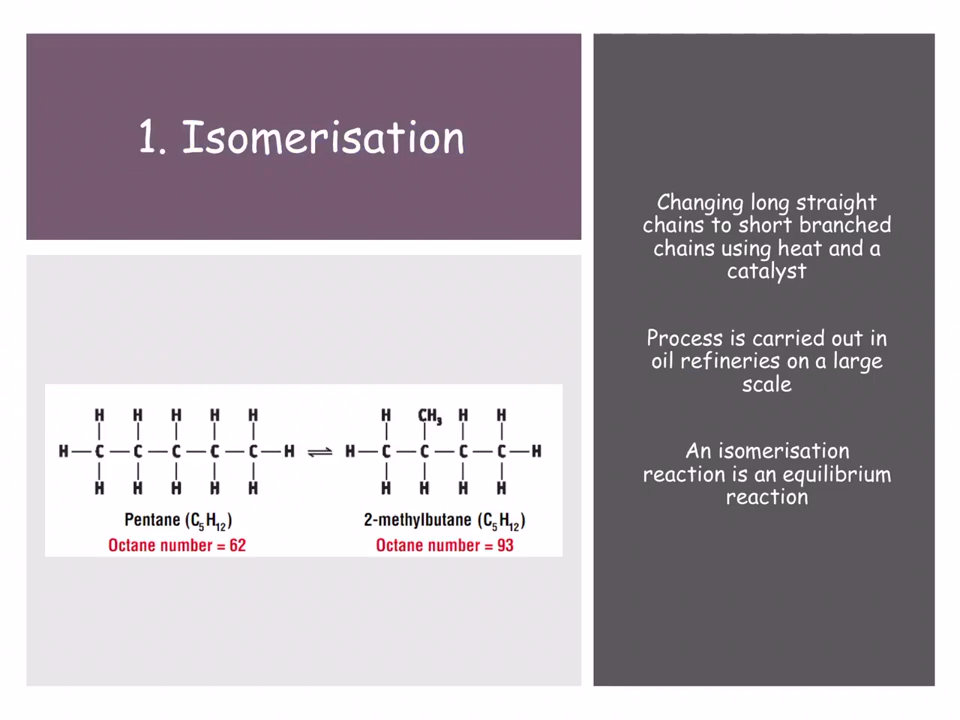 1. Isomerisation
Changing long straight
chains to short branched
chains using heat and a
catalyst
Process is carried out in
oil refineries on a large
scale
An isomerisation
reaction is an equilibrium
reaction
H H H H H H CH₃ H H
H—C—C—C—C—C—H ⇌ H—C—C—C—C—H
H H H H H H H H H
Pentane (C₅H₁₂) 2-methylbutane (C₅H₁₂)
Octane number = 62 Octane number = 93